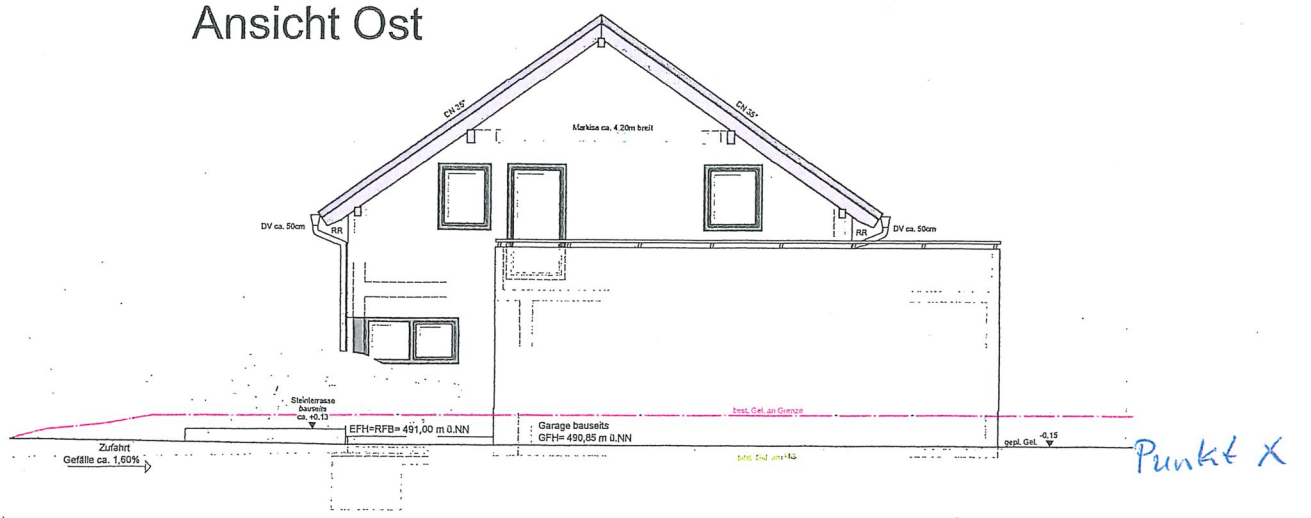 Ansicht Ost
DN 35°
DN 35°
Markise ca. 4,20m breit
DV ca. 50cm
RR
RR
DV ca. 50cm
Steinterrasse
bauseits
ca. +0.13
best. Gel. an Grenze
EFH=RFB= 491,00 m ü.NN
Garage bauseits
GFH= 490,85 m ü.NN
Zufahrt
Gefälle ca. 1,60%
gepl. Gel.
-0.15
Punkt X